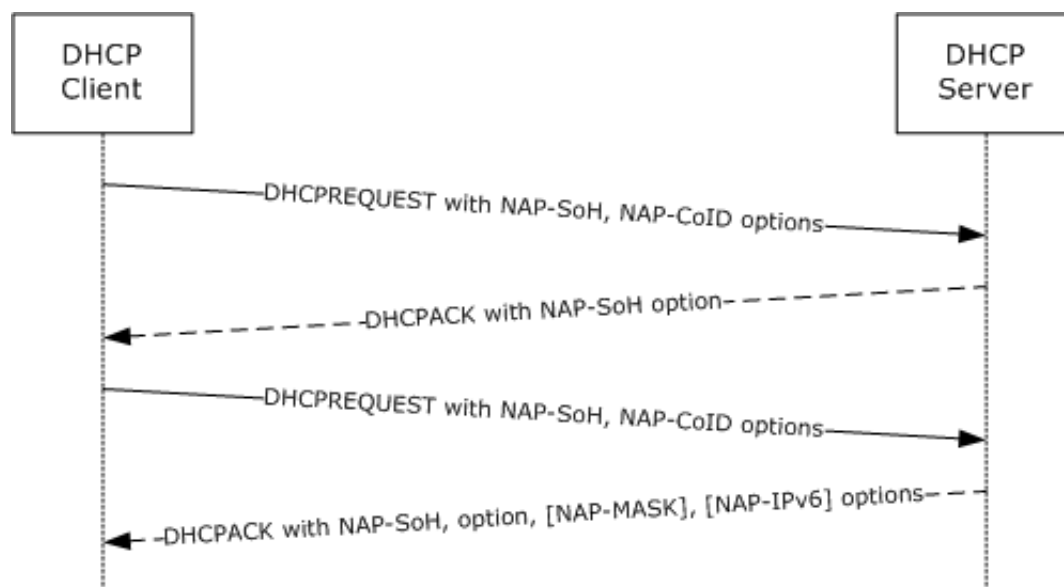 DHCP
Client
DHCP
Server
DHCPREQUEST with NAP-SoH, NAP-CoID options
DHCPACK with NAP-SoH option
DHCPREQUEST with NAP-SoH, NAP-CoID options
DHCPACK with NAP-SoH, option, [NAP-MASK], [NAP-IPv6] options